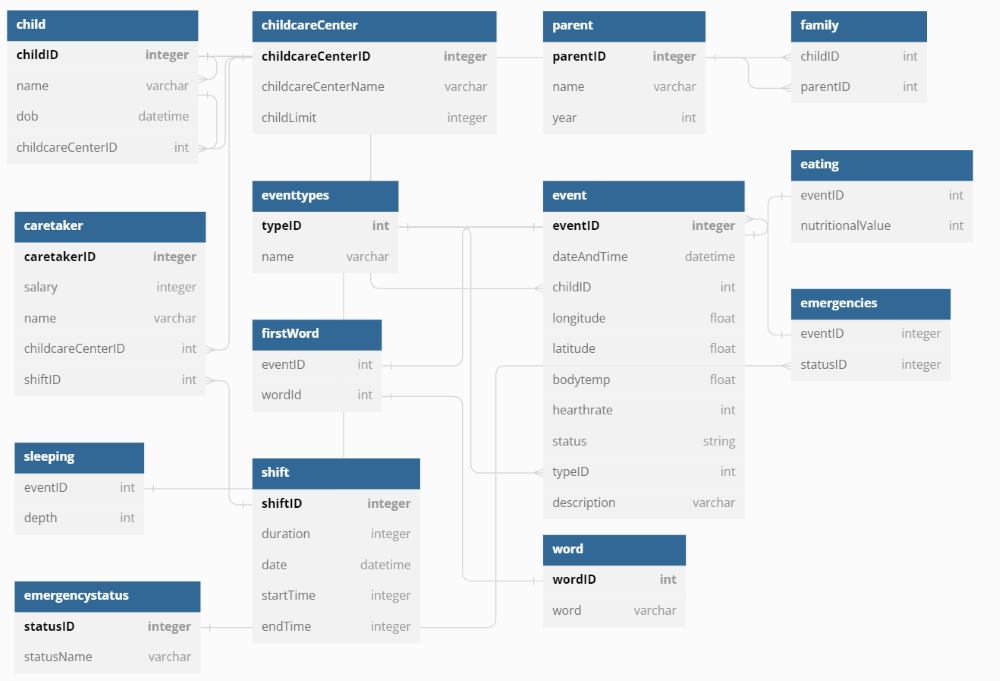 child
childID integer
name varchar
dob datetime
childcareCenterID int
childcareCenter
childcareCenterID integer
childcareCenterName varchar
childLimit integer
parent
parentID integer
name varchar
year int
family
childID int
parentID int
eventtypes
typeID int
name varchar
event
eventID integer
dateAndTime datetime
childID int
longitude float
latitude float
bodytemp float
hearthrate int
status string
typeID int
description varchar
eating
eventID int
nutritionalValue int
caretaker
caretakerID integer
salary integer
name varchar
childcareCenterID int
shiftID int
firstWord
eventID int
wordId int
emergencies
eventID integer
statusID integer
sleeping
eventID int
depth int
shift
shiftID integer
duration integer
date datetime
startTime integer
endTime integer
word
wordID int
word varchar
emergencystatus
statusID integer
statusName varchar